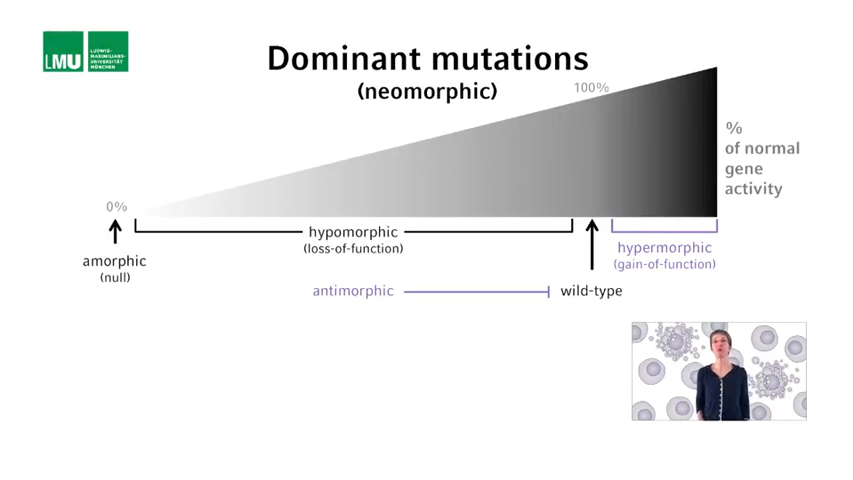 LMU
LUDWIG-
MAXIMILIANS-
UNIVERSITÄT
MÜNCHEN
Dominant mutations
(neomorphic)
100%
%
of normal
gene
activity
0%
hypomorphic
(loss-of-function)
amorphic
(null)
hypermorphic
(gain-of-function)
antimorphic
wild-type